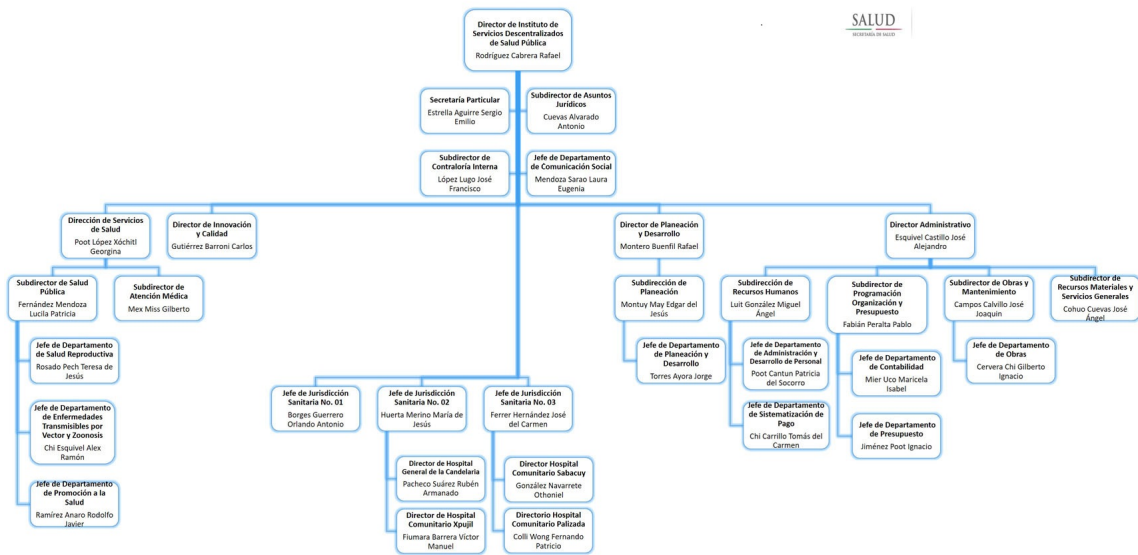 SALUD
SECRETARÍA DE SALUD
Director de Instituto de
Servicios Descentralizados
de Salud Pública
Rodríguez Cabrera Rafael
Secretaría Particular
Estrella Aguirre Sergio
Emilio
Subdirector de Asuntos
Jurídicos
Cuevas Alvarado
Antonio
Subdirector de
Contraloría Interna
López Lugo José
Francisco
Jefe de Departamento
de Comunicación Social
Mendoza Sarao Laura
Eugenia
Dirección de Servicios
de Salud
Poot López Xóchitl
Georgina
Director de Innovación
y Calidad
Gutiérrez Barroni Carlos
Director de Planeación
y Desarrollo
Montero Buenfil Rafael
Director Administrativo
Esquivel Castillo José
Alejandro
Subdirector de Salud
Pública
Fernández Mendoza
Lucila Patricia
Subdirector de
Atención Médica
Mex Miss Gilberto
Subdirección de
Planeación
Montuy May Edgar del
Jesús
Subdirección de
Recursos Humanos
Luit González Miguel
Ángel
Subdirector de
Programación
Organización y
Presupuesto
Fabián Peralta Pablo
Subdirector de Obras y
Mantenimiento
Campos Calvillo José
Joaquin
Subdirector de
Recursos Materiales y
Servicios Generales
Cohuo Cuevas José
Ángel
Jefe de Departamento
de Salud Reproductiva
Rosado Pech Teresa de
Jesús
Jefe de Departamento
de Planeación y
Desarrollo
Torres Ayora Jorge
Jefe de Departamento
de Administración y
Desarrollo de Personal
Poot Cantun Patricia
del Socorro
Jefe de Departamento
de Contabilidad
Mier Uco Maricela
Isabel
Jefe de Departamento
de Obras
Cervera Chi Gilberto
Ignacio
Jefe de Departamento
de Enfermedades
Transmisibles por
Vector y Zoonosis
Chi Esquivel Alex
Ramón
Jefe de Jurisdicción
Sanitaria No. 01
Borges Guerrero
Orlando Antonio
Jefe de Jurisdicción
Sanitaria No. 02
Huerta Merino María de
Jesús
Jefe de Jurisdicción
Sanitaria No. 03
Ferrer Hernández José
del Carmen
Jefe de Departamento
de Sistematización de
Pago
Chi Carrillo Tomás del
Carmen
Jefe de Departamento
de Presupuesto
Jiménez Poot Ignacio
Jefe de Departamento
de Promoción a la
Salud
Ramírez Anaro Rodolfo
Javier
Director de Hospital
General de la Candelaria
Pacheco Suárez Rubén
Armanado
Director Hospital
Comunitario Sabacuy
González Navarrete
Othoniel
Director de Hospital
Comunitario Xpujil
Fiumara Barrera Víctor
Manuel
Directorio Hospital
Comunitario Palizada
Colli Wong Fernando
Patricio